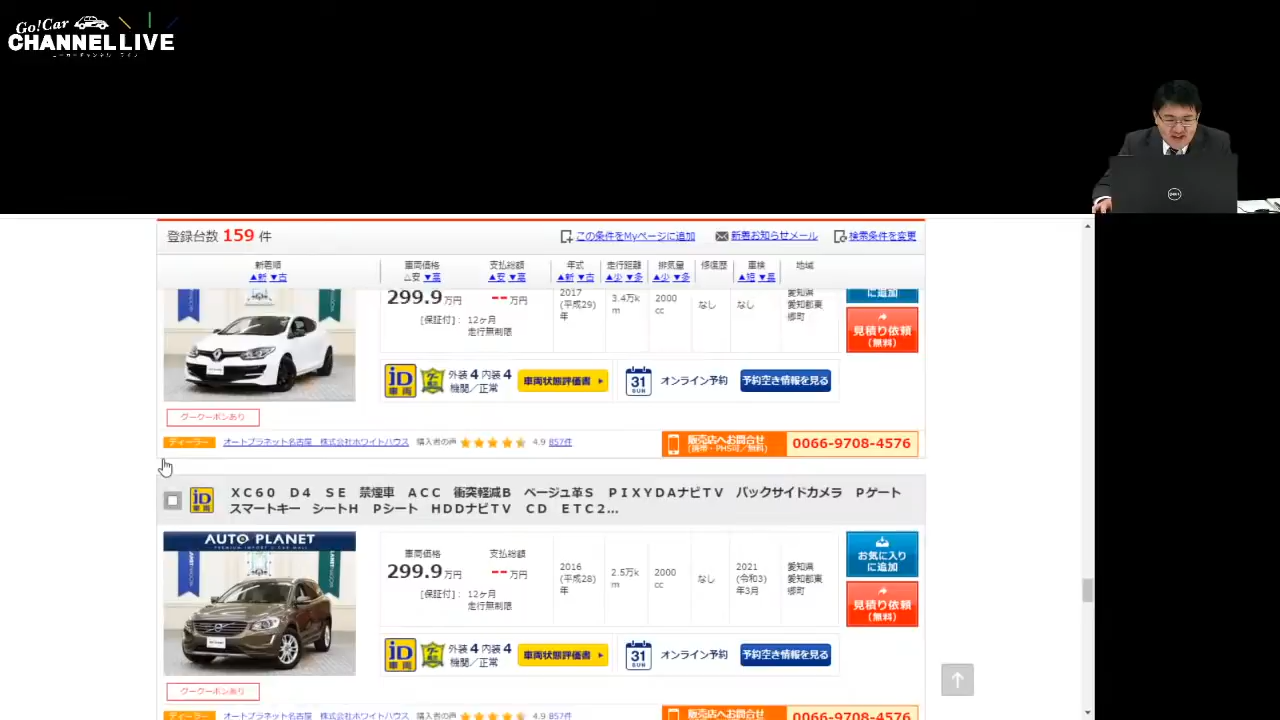 Go!Car
CHANNELLIVE
DELL
登録台数 159 件
この条件をMyページに追加
新着お知らせメール
検索条件を変更
新着順
▲新 ▼古
車両価格
△安 ▼高
支払総額
▲安 ▼高
年式
▲新 ▼古
走行距離
▲少 ▼多
排気量
▲少 ▼多
修復歴
車検
▲短 ▼長
地域
299.9 万円
-- 万円
[保証付]: 12ヶ月
走行無制限
2017
(平成29)
年
3.4万k
m
2000
cc
なし
なし
愛知県
愛知郡東
郷町
に追加
見積り依頼
(無料)
iD
車両
外装 4 内装 4
機関／正常
車両状態評価書
31
SUN
オンライン予約
予約空き情報を見る
グークーポンあり
ディーラー
オートプラネット名古屋 株式会社ホワイトハウス
購入者の声
4.9 857件
販売店へお問合せ
(携帯・PHS可／無料)
0066-9708-4576
iD
車両
ＸＣ６０ Ｄ４ ＳＥ 禁煙車 ＡＣＣ 衝突軽減Ｂ ベージュ革Ｓ ＰＩＸＹＤＡナビＴＶ バックサイドカメラ Ｐゲート
スマートキー シートＨ Ｐシート ＨＤＤナビＴＶ ＣＤ ＥＴＣ２...
AUTO PLANET
車両価格
299.9 万円
支払総額
-- 万円
[保証付]: 12ヶ月
走行無制限
2016
(平成28)
年
2.5万k
m
2000
cc
なし
2021
(令和3)
年3月
愛知県
愛知郡東
郷町
お気に入り
に追加
見積り依頼
(無料)
iD
車両
外装 4 内装 4
機関／正常
車両状態評価書
31
SUN
オンライン予約
予約空き情報を見る
グークーポンあり
ディーラー
オートプラネット名古屋 株式会社ホワイトハウス
購入者の声
4.9 857件
販売店へお問合せ
0066-9708-4576